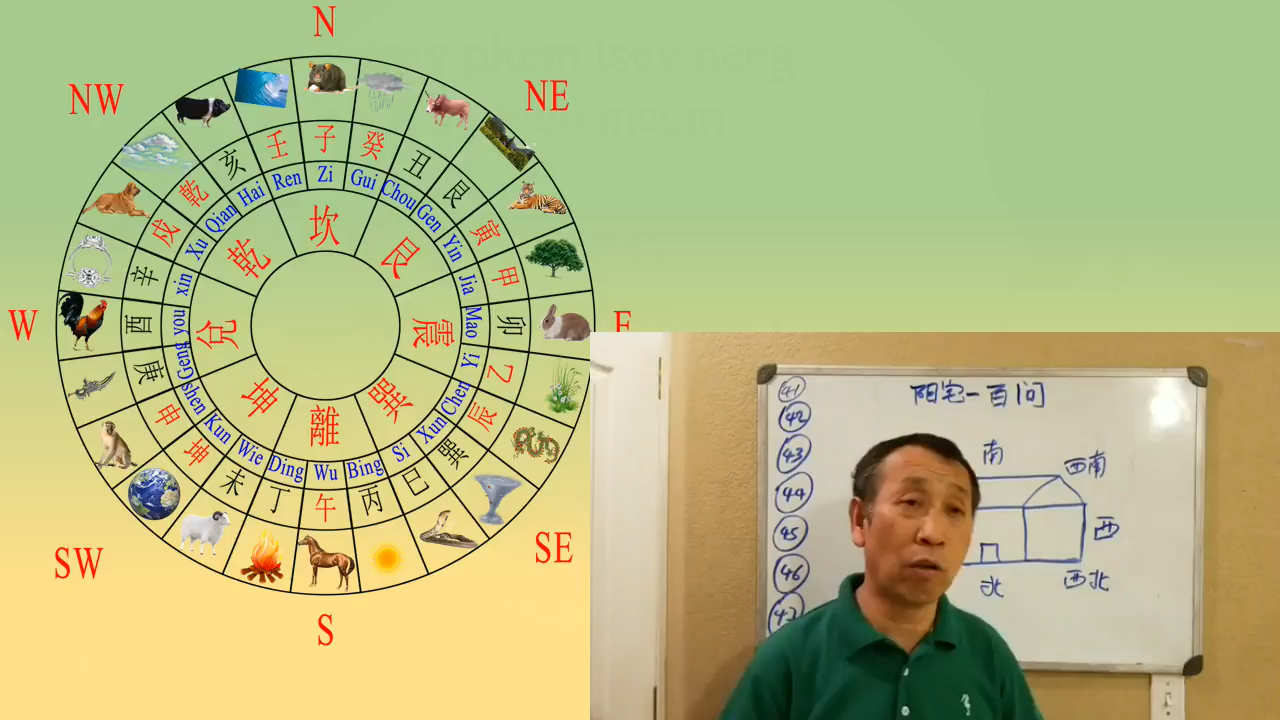 N
NE
E
SE
S
SW
W
NW
壬 子 癸 丑 艮 寅 甲 卯 乙 辰 巽 巳 丙 午 丁 未 坤 申 庚 酉 辛 戌 乾 亥
Ren Zi Gui Chou Gen Yin Jia Mao Yi Chen Xun Si Bing Wu Ding Wie Kun shen Geng you xin Xu Qian Hai
坎 艮 震 巽 離 坤 兌 乾
阳宅一百问
41
42
43
44
45
46
47
南
西南
西
西北
北